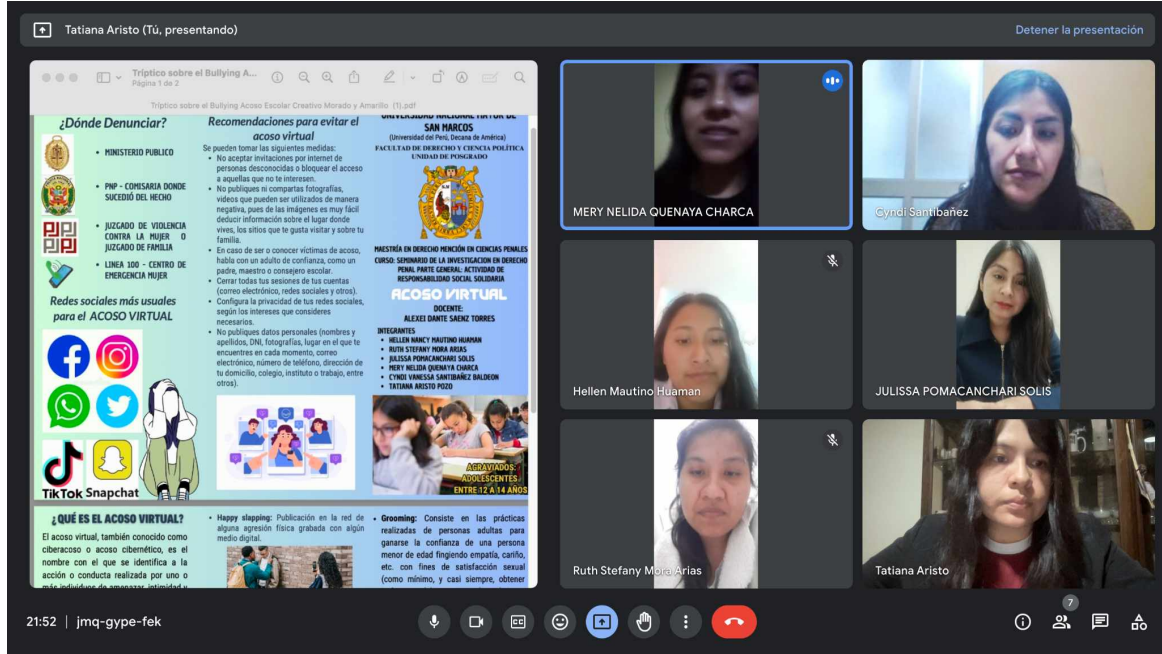 Tatiana Aristo (Tú, presentando)
Detener la presentación
Tríptico sobre el Bullying A...
Página 1 de 2
Tríptico sobre el Bullying Acoso Escolar Creativo Morado y Amarillo (1).pdf
¿Dónde Denunciar?
• MINISTERIO PUBLICO
• PNP - COMISARIA DONDE
SUCEDIÓ DEL HECHO
• JUZGADO DE VIOLENCIA
CONTRA LA MUJER O
JUZGADO DE FAMILIA
• LINEA 100 - CENTRO DE
EMERGENCIA MUJER
Redes sociales más usuales
para el ACOSO VIRTUAL
TikTok Snapchat
Recomendaciones para evitar el
acoso virtual
Se pueden tomar las siguientes medidas:
• No aceptar invitaciones por internet de
personas desconocidas o bloquear el acceso
a aquellas que no te interesen.
• No publiques ni compartas fotografías,
videos que pueden ser utilizados de manera
negativa, pues de las imágenes es muy fácil
deducir información sobre el lugar donde
vives, los sitios que te gusta visitar y sobre tu
familia.
• En caso de ser o conocer víctimas de acoso,
habla con un adulto de confianza, como un
padre, maestro o consejero escolar.
• Cerrar todas tus sesiones de tus cuentas
(correo electrónico, redes sociales y otros).
• Configura la privacidad de tus redes sociales,
según los intereses que consideres
necesarios.
• No publiques datos personales (nombres y
apellidos, DNI, fotografías, lugar en el que te
encuentres en cada momento, correo
electrónico, número de teléfono, dirección de
tu domicilio, colegio, instituto o trabajo, entre
otros).
UNIVERSIDAD NACIONAL MAYOR DE
SAN MARCOS
(Universidad del Perú, Decana de América)
FACULTAD DE DERECHO Y CIENCIA POLÍTICA
UNIDAD DE POSGRADO
MAESTRÍA EN DERECHO MENCIÓN EN CIENCIAS PENALES
CURSO: SEMINARIO DE LA INVESTIGACION EN DERECHO
PENAL PARTE GENERAL: ACTIVIDAD DE
RESPONSABILIDAD SOCIAL SOLIDARIA
ACOSO VIRTUAL
DOCENTE:
ALEXEI DANTE SAENZ TORRES
INTEGRANTES
• HELLEN NANCY MAUTINO HUAMAN
• RUTH STEFANY MORA ARIAS
• JULISSA POMACANCHARI SOLIS
• MERY NELIDA QUENAYA CHARCA
• CYNDI VANESSA SANTIBAÑEZ BALDEON
• TATIANA ARISTO POZO
AGRAVIADOS:
ADOLESCENTES
ENTRE 12 A 14 AÑOS
¿QUÉ ES EL ACOSO VIRTUAL?
El acoso virtual, también conocido como
ciberacoso o acoso cibernético, es el
nombre con el que se identifica a la
acción o conducta realizada por uno o
más individuos de amenazar, intimidad y
• Happy slapping: Publicación en la red de
alguna agresión física grabada con algún
medio digital.
• Grooming: Consiste en las prácticas
realizadas de personas adultas para
ganarse la confianza de una persona
menor de edad fingiendo empatía, cariño,
etc. con fines de satisfacción sexual
(como mínimo, y casi siempre, obtener
MERY NELIDA QUENAYA CHARCA
Cyndi Santibañez
Hellen Mautino Huaman
JULISSA POMACANCHARI SOLIS
Ruth Stefany Mora Arias
Tatiana Aristo
21:52 | jmq-gype-fek
7